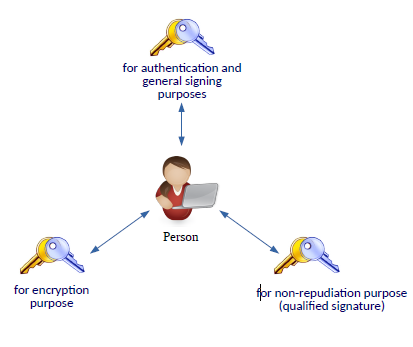 for authentication and
general signing
purposes
Person
for encryption
purpose
for non-repudiation purpose
(qualified signature)